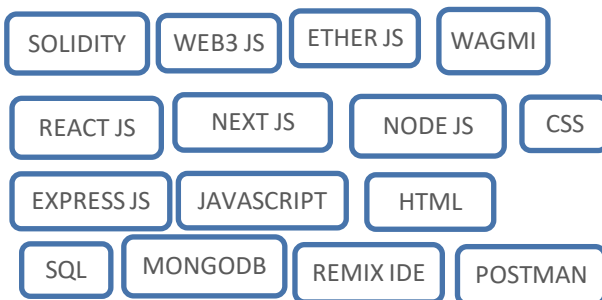 SOLIDITY WEB3 JS ETHER JS WAGMI
REACT JS NEXT JS NODE JS CSS
EXPRESS JS JAVASCRIPT HTML
SQL MONGODB REMIX IDE POSTMAN